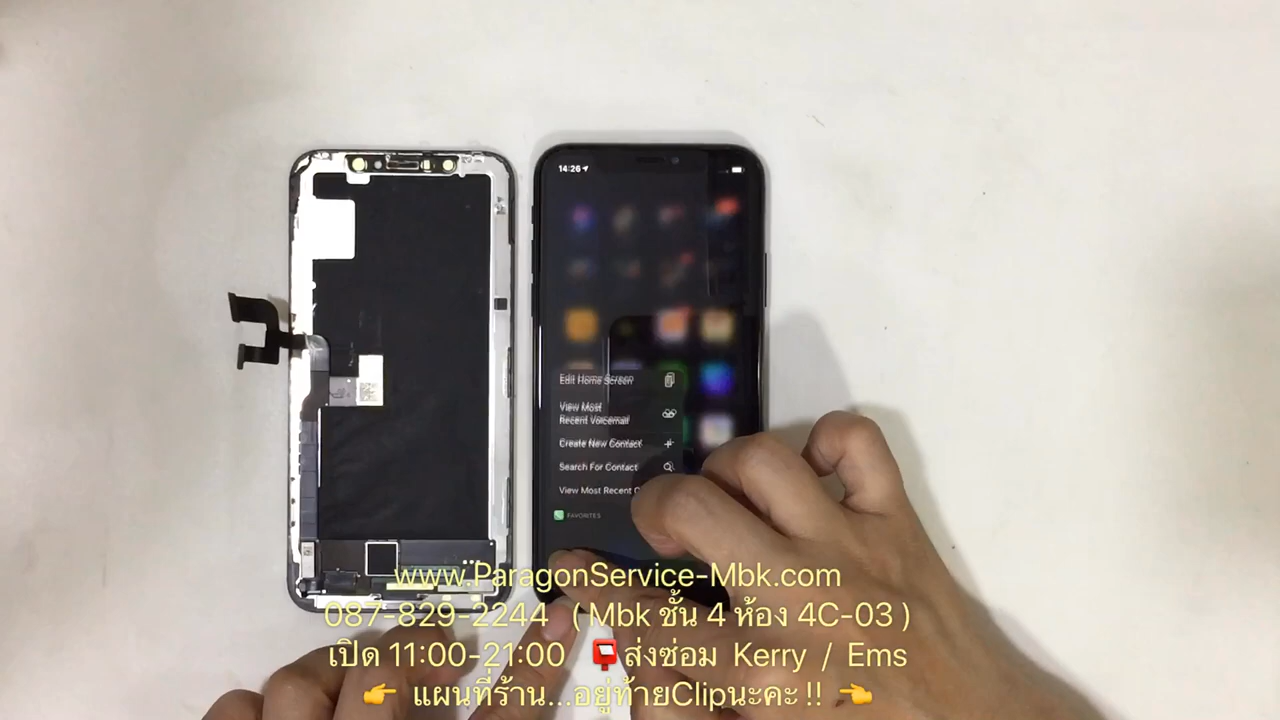 14:26
Edit Home Screen
View Most
Recent Voicemail
Create New Contact
Search For Contact
View Most Recent
FAVORITES
www.ParagonService-Mbk.com
087-829-2244 ( Mbk ชั้น 4 ห้อง 4C-03 )
เปิด 11:00-21:00 📮ส่งซ่อม Kerry / Ems
👉 แผนที่ร้าน...อยู่ท้ายClipนะคะ !! 👈